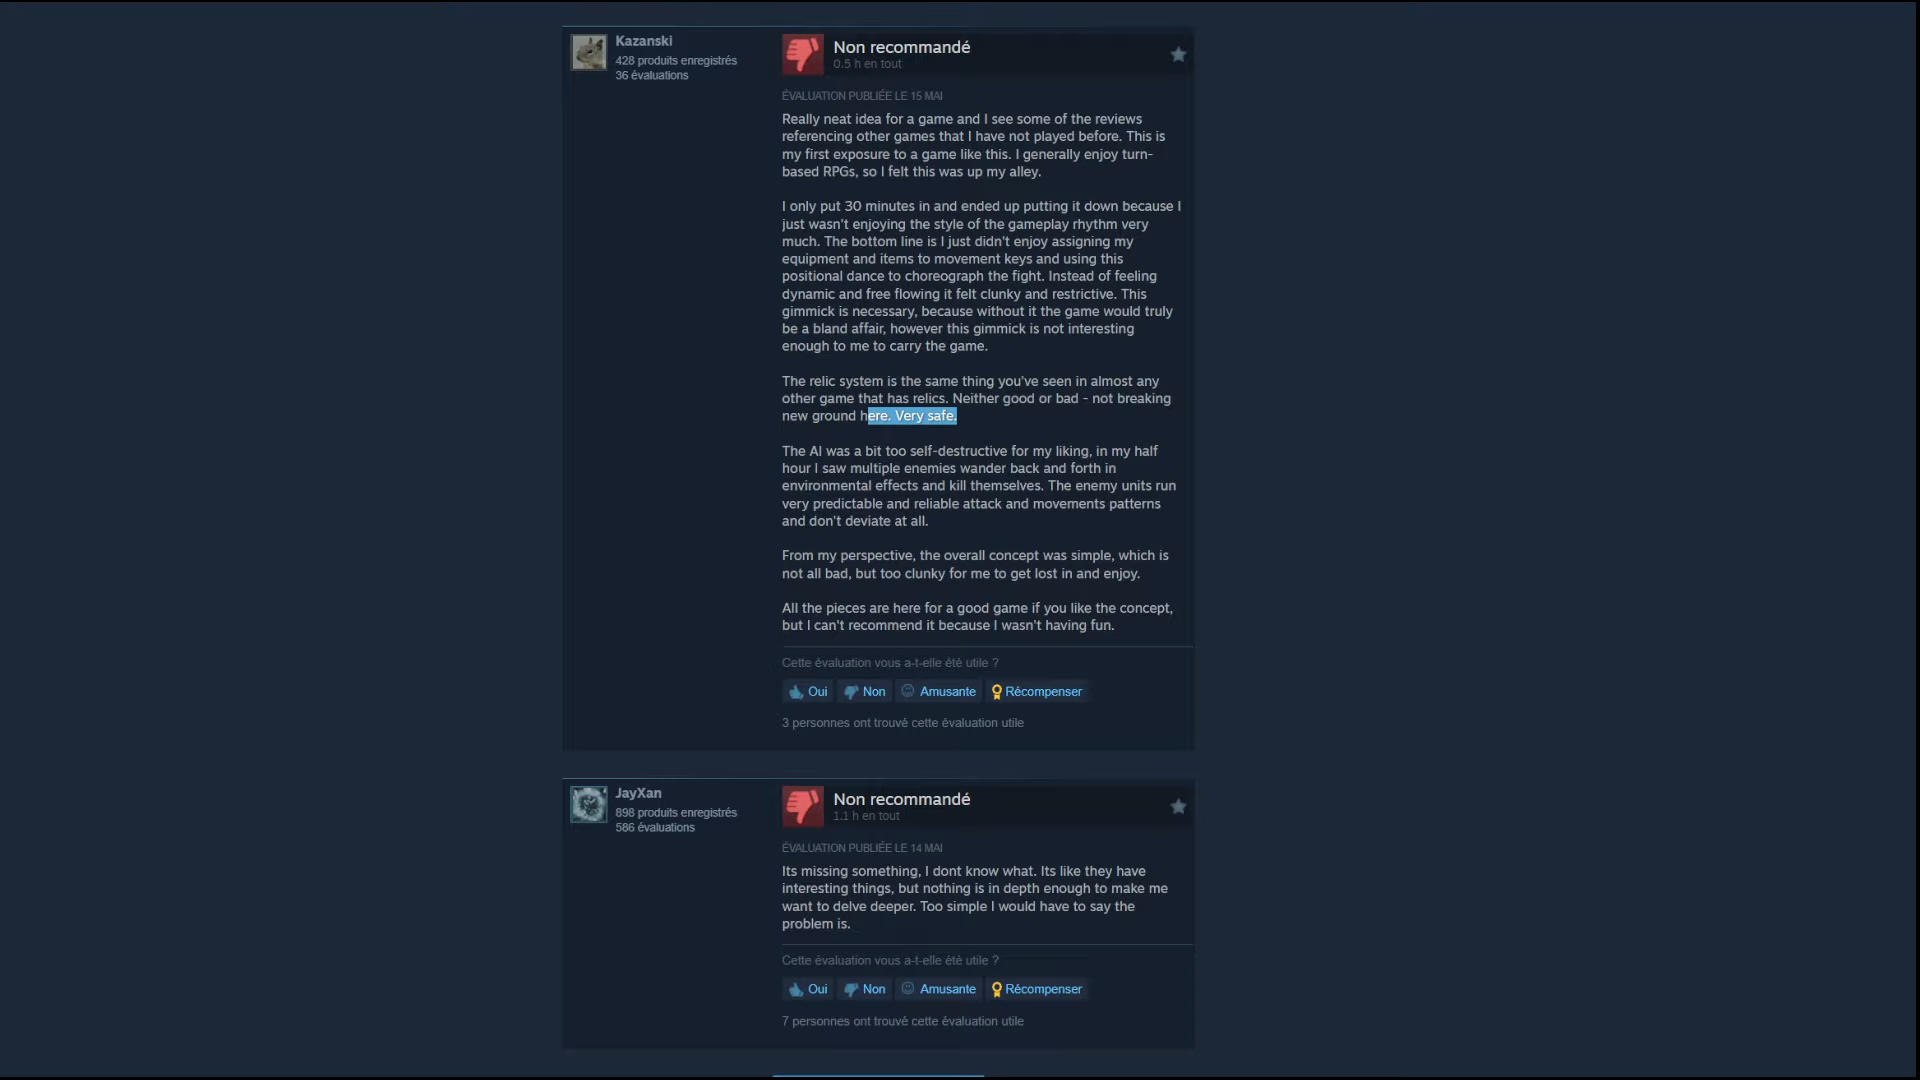 Kazanski
428 produits enregistrés
36 évaluations
Non recommandé
0.5 h en tout
ÉVALUATION PUBLIÉE LE 15 MAI
Really neat idea for a game and I see some of the reviews
referencing other games that I have not played before. This is
my first exposure to a game like this. I generally enjoy turn-
based RPGs, so I felt this was up my alley.
I only put 30 minutes in and ended up putting it down because I
just wasn't enjoying the style of the gameplay rhythm very
much. The bottom line is I just didn't enjoy assigning my
equipment and items to movement keys and using this
positional dance to choreograph the fight. Instead of feeling
dynamic and free flowing it felt clunky and restrictive. This
gimmick is necessary, because without it the game would truly
be a bland affair, however this gimmick is not interesting
enough to me to carry the game.
The relic system is the same thing you've seen in almost any
other game that has relics. Neither good or bad - not breaking
new ground here. Very safe.
The AI was a bit too self-destructive for my liking, in my half
hour I saw multiple enemies wander back and forth in
environmental effects and kill themselves. The enemy units run
very predictable and reliable attack and movements patterns
and don't deviate at all.
From my perspective, the overall concept was simple, which is
not all bad, but too clunky for me to get lost in and enjoy.
All the pieces are here for a good game if you like the concept,
but I can't recommend it because I wasn't having fun.
Cette évaluation vous a-t-elle été utile ?
Oui Non Amusante Récompenser
3 personnes ont trouvé cette évaluation utile
JayXan
898 produits enregistrés
586 évaluations
Non recommandé
1.1 h en tout
ÉVALUATION PUBLIÉE LE 14 MAI
Its missing something, I dont know what. Its like they have
interesting things, but nothing is in depth enough to make me
want to delve deeper. Too simple I would have to say the
problem is.
Cette évaluation vous a-t-elle été utile ?
Oui Non Amusante Récompenser
7 personnes ont trouvé cette évaluation utile